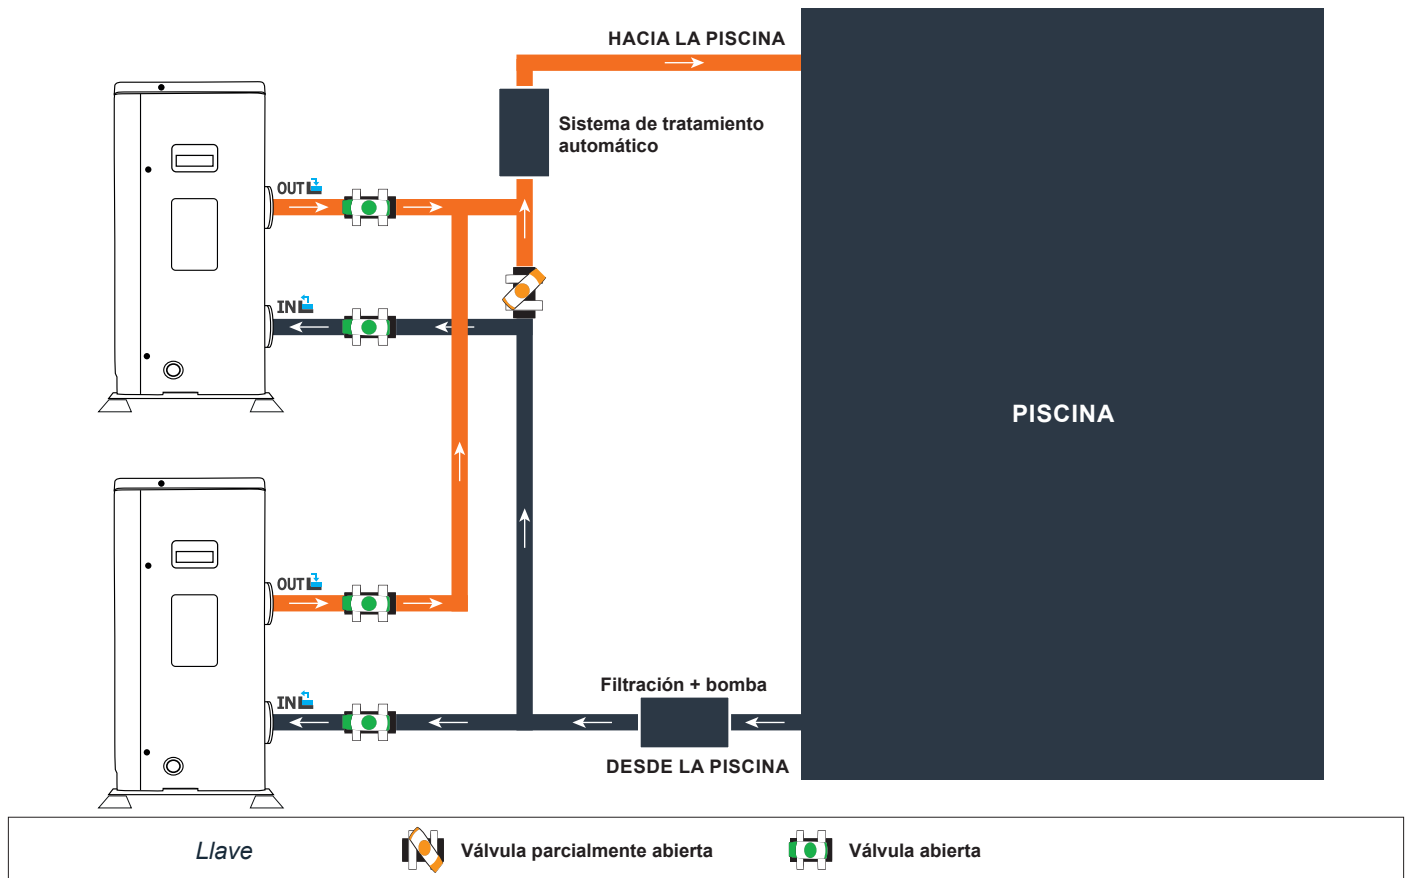 HACIA LA PISCINA
Sistema de tratamiento
automático
OUT
IN
PISCINA
OUT
IN
Filtración + bomba
DESDE LA PISCINA
Llave
Válvula parcialmente abierta
Válvula abierta